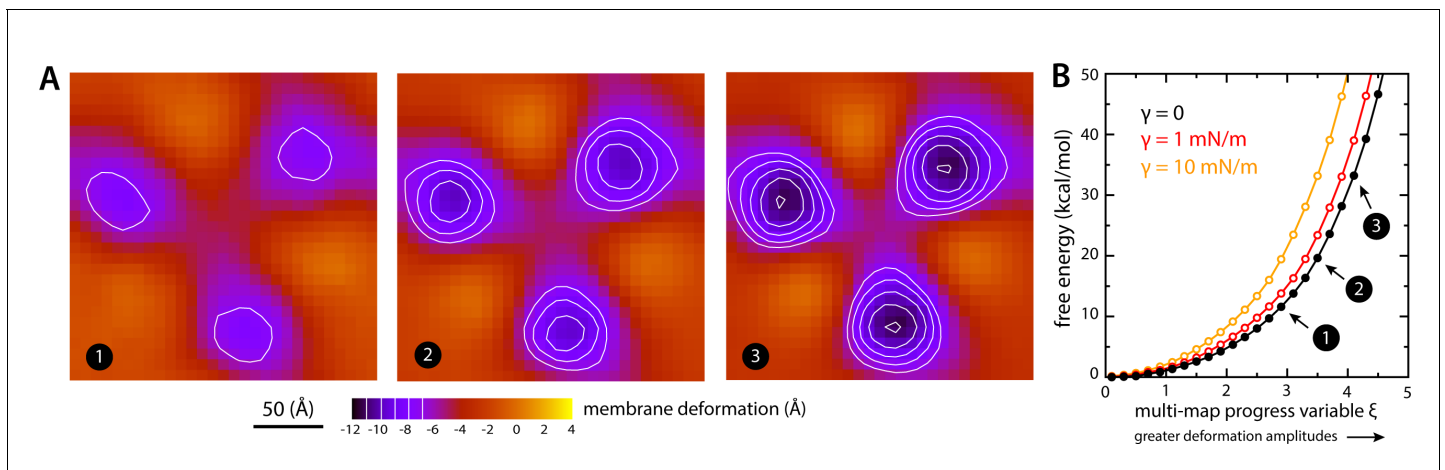 A
1
2
3
50 (Å)
-12 -10 -8 -6 -4 -2 0 2 4
membrane deformation (Å)
B
free energy (kcal/mol)
50
40
30
20
10
0
γ = 0
γ = 1 mN/m
γ = 10 mN/m
3
2
1
0 1 2 3 4 5
multi-map progress variable ξ
greater deformation amplitudes